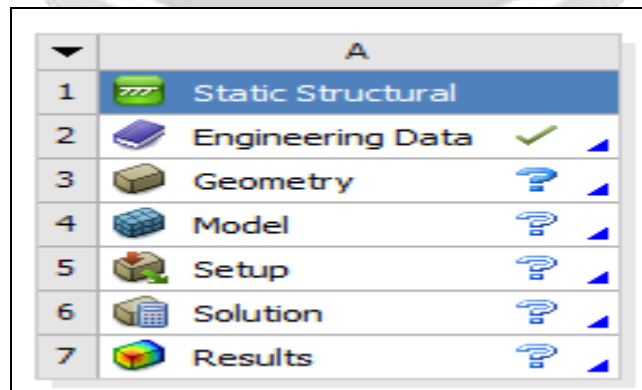 A
1 Static Structural
2 Engineering Data
3 Geometry
4 Model
5 Setup
6 Solution
7 Results